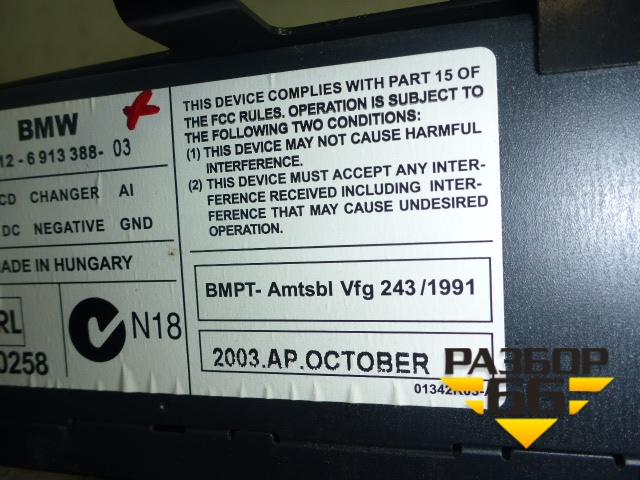 BMW
12 - 6 913 388- 03
CD CHANGER AI
DC NEGATIVE GND
MADE IN HUNGARY
RL
0258
N18
THIS DEVICE COMPLIES WITH PART 15 OF
THE FCC RULES. OPERATION IS SUBJECT TO
THE FOLLOWING TWO CONDITIONS:
(1) THIS DEVICE MAY NOT CAUSE HARMFUL
INTERFERENCE.
(2) THIS DEVICE MUST ACCEPT ANY INTER-
FERENCE RECEIVED INCLUDING INTER-
FERENCE THAT MAY CAUSE UNDESIRED
OPERATION.
BMPT- Amtsbl Vfg 243/1991
2003.AP.OCTOBER
РАЗБОР
66